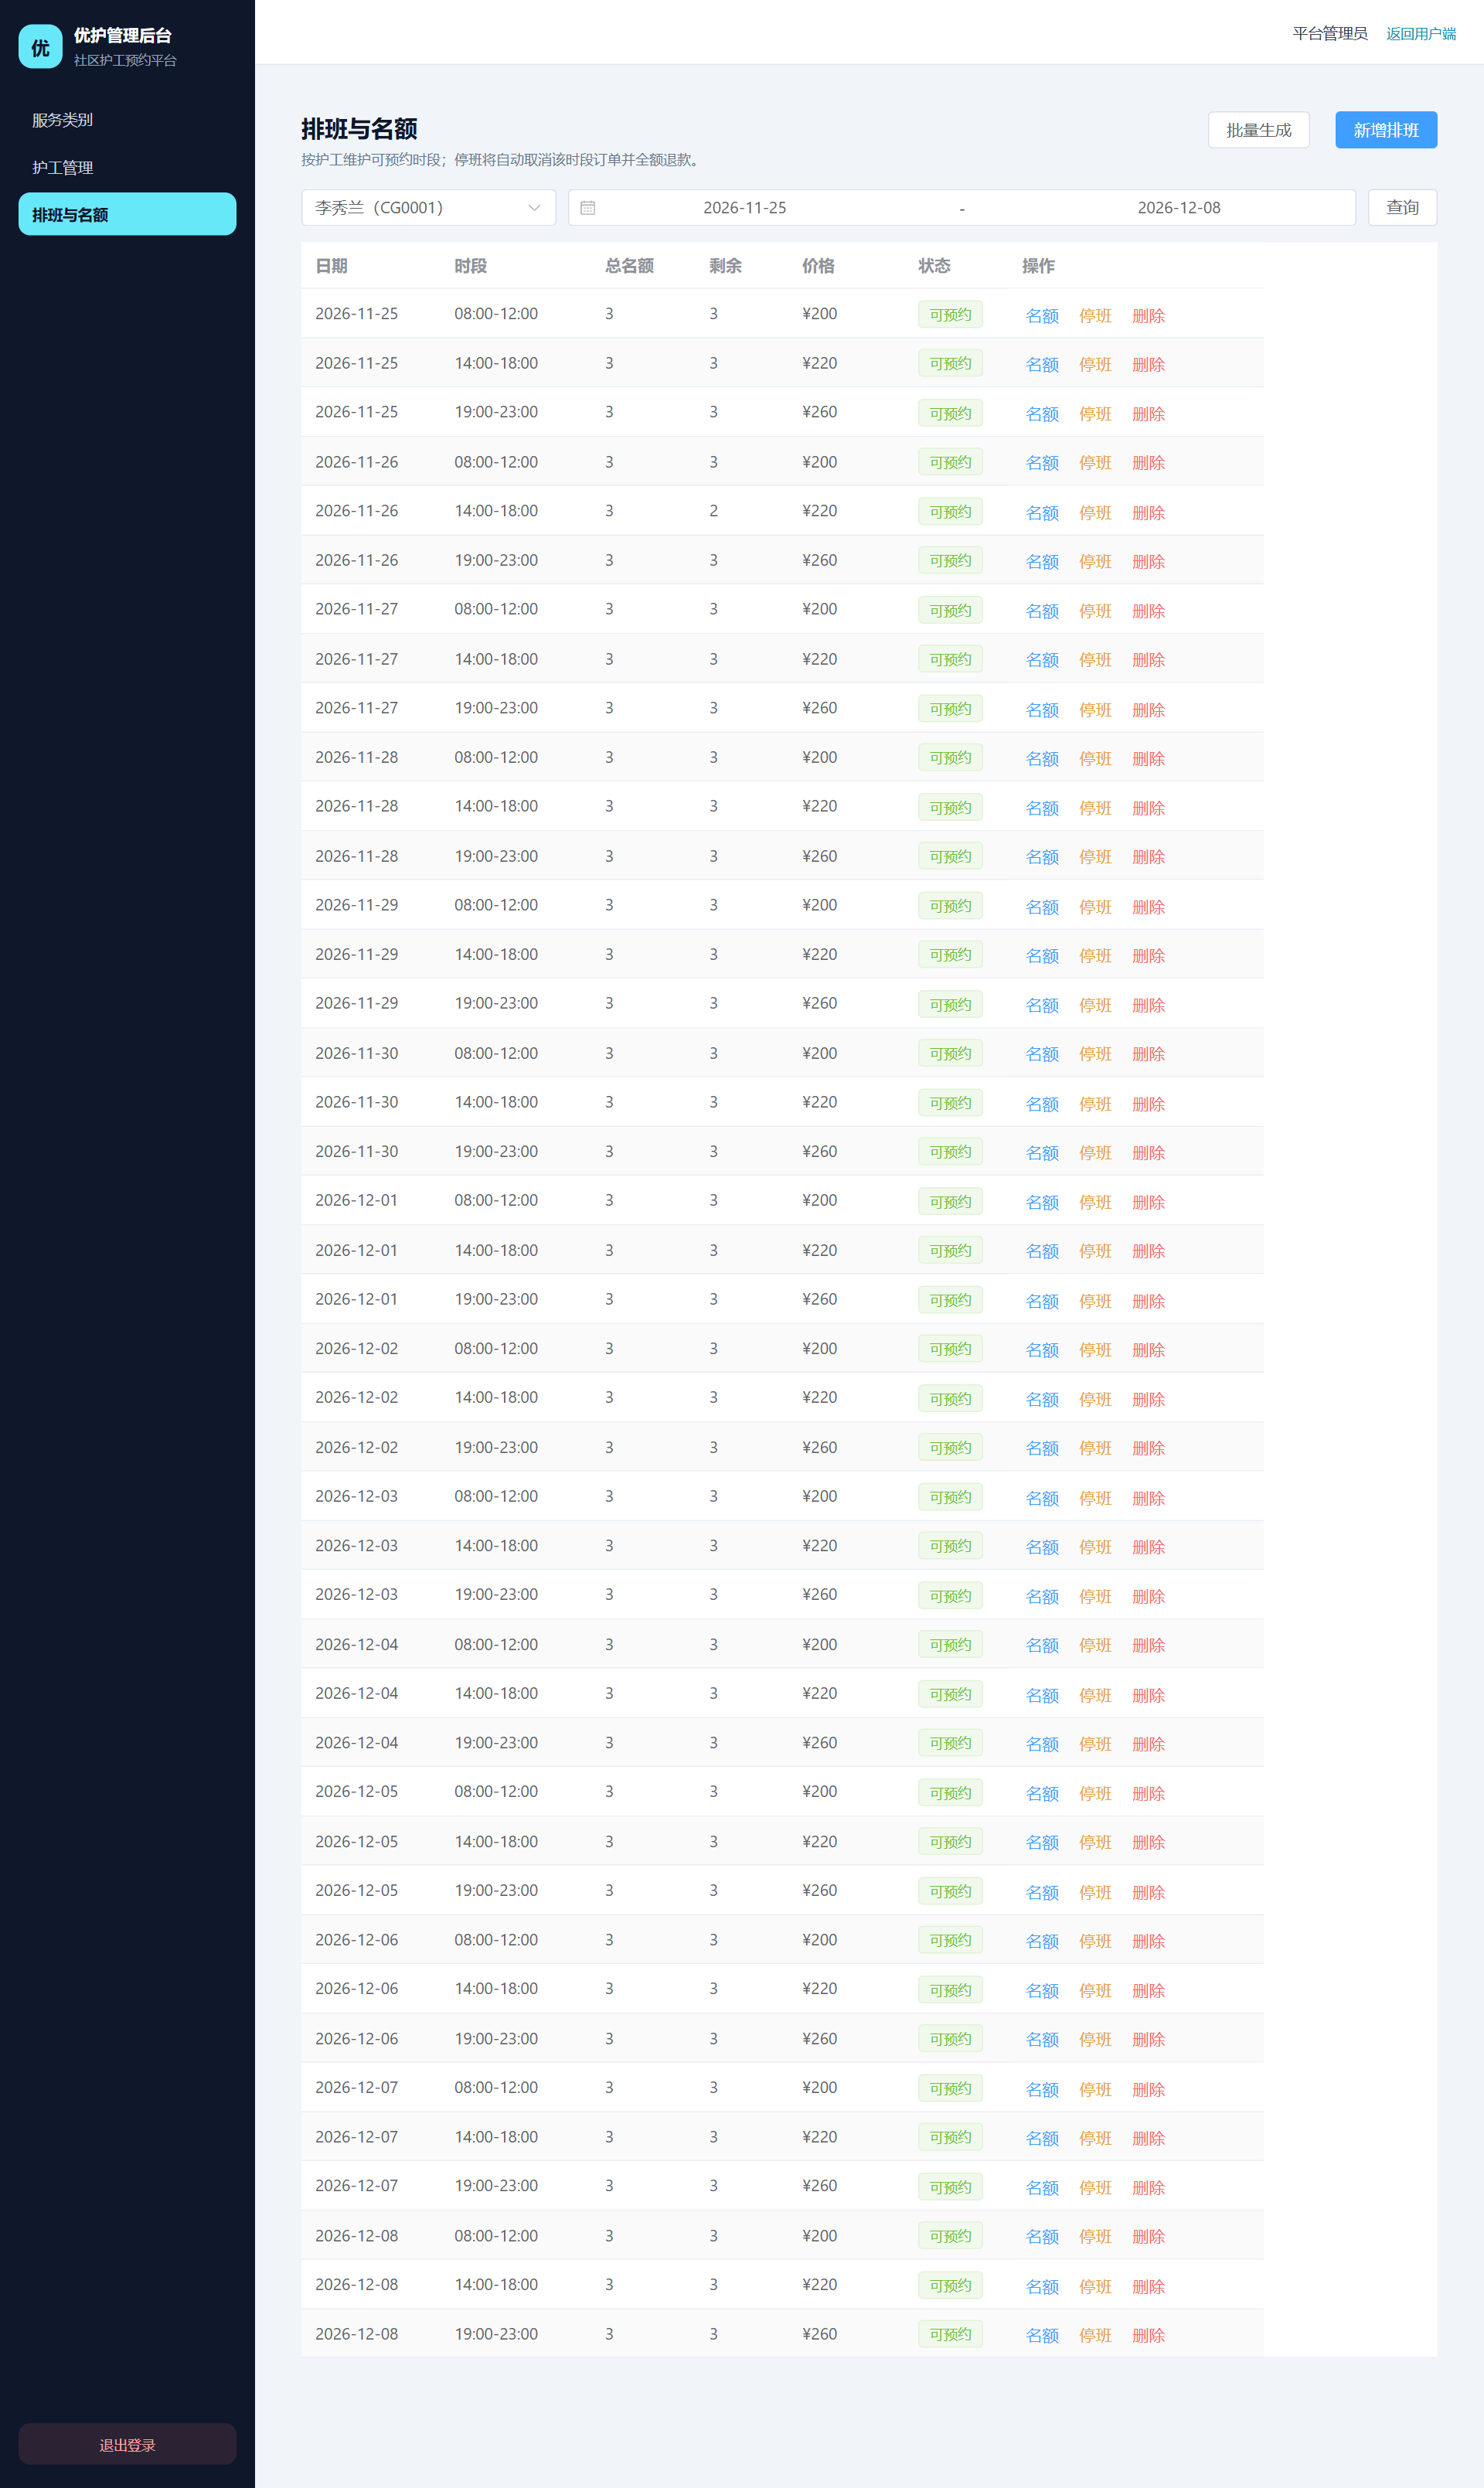 优
优护管理后台
社区护工预约平台
服务类别
护工管理
排班与名额
退出登录
平台管理员 返回用户端
排班与名额
按护工维护可预约时段；停班将自动取消该时段订单并全额退款。
批量生成 新增排班
李秀兰（CG0001） 2026-11-25 - 2026-12-08 查询
日期 时段 总名额 剩余 价格 状态 操作
2026-11-25 08:00-12:00 3 3 ¥200 可预约 名额 停班 删除
2026-11-25 14:00-18:00 3 3 ¥220 可预约 名额 停班 删除
2026-11-25 19:00-23:00 3 3 ¥260 可预约 名额 停班 删除
2026-11-26 08:00-12:00 3 3 ¥200 可预约 名额 停班 删除
2026-11-26 14:00-18:00 3 2 ¥220 可预约 名额 停班 删除
2026-11-26 19:00-23:00 3 3 ¥260 可预约 名额 停班 删除
2026-11-27 08:00-12:00 3 3 ¥200 可预约 名额 停班 删除
2026-11-27 14:00-18:00 3 3 ¥220 可预约 名额 停班 删除
2026-11-27 19:00-23:00 3 3 ¥260 可预约 名额 停班 删除
2026-11-28 08:00-12:00 3 3 ¥200 可预约 名额 停班 删除
2026-11-28 14:00-18:00 3 3 ¥220 可预约 名额 停班 删除
2026-11-28 19:00-23:00 3 3 ¥260 可预约 名额 停班 删除
2026-11-29 08:00-12:00 3 3 ¥200 可预约 名额 停班 删除
2026-11-29 14:00-18:00 3 3 ¥220 可预约 名额 停班 删除
2026-11-29 19:00-23:00 3 3 ¥260 可预约 名额 停班 删除
2026-11-30 08:00-12:00 3 3 ¥200 可预约 名额 停班 删除
2026-11-30 14:00-18:00 3 3 ¥220 可预约 名额 停班 删除
2026-11-30 19:00-23:00 3 3 ¥260 可预约 名额 停班 删除
2026-12-01 08:00-12:00 3 3 ¥200 可预约 名额 停班 删除
2026-12-01 14:00-18:00 3 3 ¥220 可预约 名额 停班 删除
2026-12-01 19:00-23:00 3 3 ¥260 可预约 名额 停班 删除
2026-12-02 08:00-12:00 3 3 ¥200 可预约 名额 停班 删除
2026-12-02 14:00-18:00 3 3 ¥220 可预约 名额 停班 删除
2026-12-02 19:00-23:00 3 3 ¥260 可预约 名额 停班 删除
2026-12-03 08:00-12:00 3 3 ¥200 可预约 名额 停班 删除
2026-12-03 14:00-18:00 3 3 ¥220 可预约 名额 停班 删除
2026-12-03 19:00-23:00 3 3 ¥260 可预约 名额 停班 删除
2026-12-04 08:00-12:00 3 3 ¥200 可预约 名额 停班 删除
2026-12-04 14:00-18:00 3 3 ¥220 可预约 名额 停班 删除
2026-12-04 19:00-23:00 3 3 ¥260 可预约 名额 停班 删除
2026-12-05 08:00-12:00 3 3 ¥200 可预约 名额 停班 删除
2026-12-05 14:00-18:00 3 3 ¥220 可预约 名额 停班 删除
2026-12-05 19:00-23:00 3 3 ¥260 可预约 名额 停班 删除
2026-12-06 08:00-12:00 3 3 ¥200 可预约 名额 停班 删除
2026-12-06 14:00-18:00 3 3 ¥220 可预约 名额 停班 删除
2026-12-06 19:00-23:00 3 3 ¥260 可预约 名额 停班 删除
2026-12-07 08:00-12:00 3 3 ¥200 可预约 名额 停班 删除
2026-12-07 14:00-18:00 3 3 ¥220 可预约 名额 停班 删除
2026-12-07 19:00-23:00 3 3 ¥260 可预约 名额 停班 删除
2026-12-08 08:00-12:00 3 3 ¥200 可预约 名额 停班 删除
2026-12-08 14:00-18:00 3 3 ¥220 可预约 名额 停班 删除
2026-12-08 19:00-23:00 3 3 ¥260 可预约 名额 停班 删除